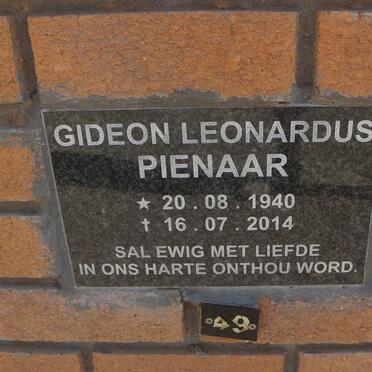 GIDEON LEONARDUS
PIENAAR
★ 20.08.1940
† 16.07.2014
SAL EWIG MET LIEFDE
IN ONS HARTE ONTHOU WORD.
49